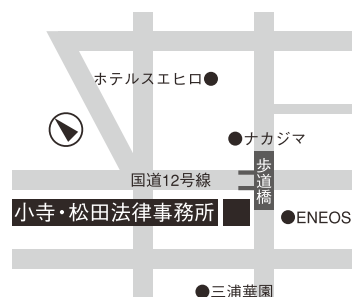 ホテルスエヒロ●
●ナカジマ
歩道橋
国道12号線
小寺・松田法律事務所
●ENEOS
●三浦華園